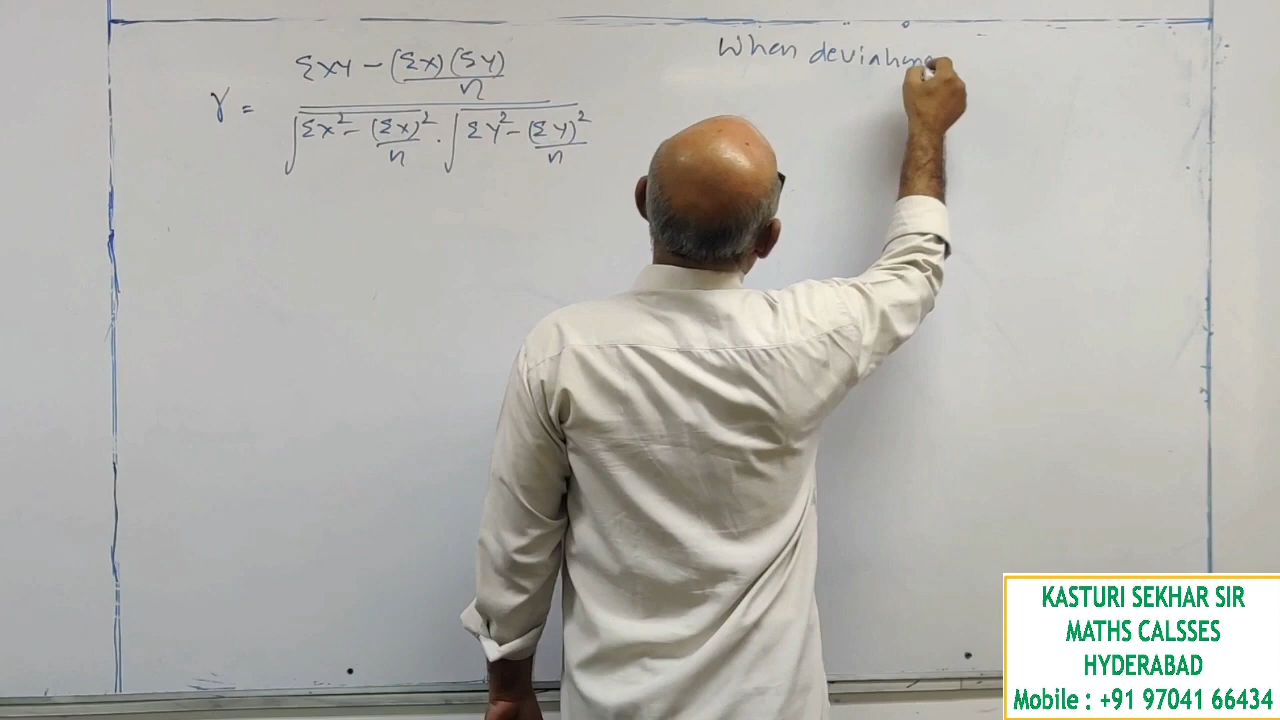 r = (ΣXY - (ΣX)(ΣY)/n) / (√(ΣX² - (ΣX)²/n) . √(ΣY² - (ΣY)²/n))
When deviation
KASTURI SEKHAR SIR
MATHS CALSSES
HYDERABAD
Mobile : +91 97041 66434